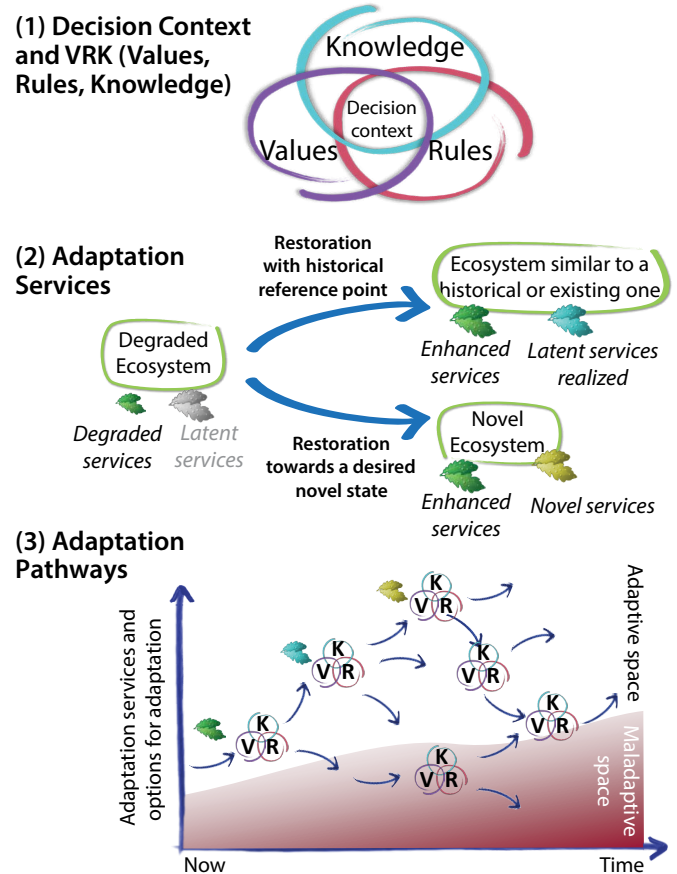 (1) Decision Context
and VRK (Values,
Rules, Knowledge)
Knowledge
Decision
context
Values
Rules
(2) Adaptation
Services
Restoration
with historical
reference point
Ecosystem similar to a
historical or existing one
Degraded
Ecosystem
Enhanced
services
Latent services
realized
Degraded
services
Latent
services
Restoration
towards a desired
novel state
Novel
Ecosystem
Enhanced
services
Novel services
(3) Adaptation
Pathways
Adaptation services and
options for adaptation
K
V R
K
V R
K
V R
K
V R
K
V R
K
V R
Adaptive space
Maladaptive
space
Now
Time